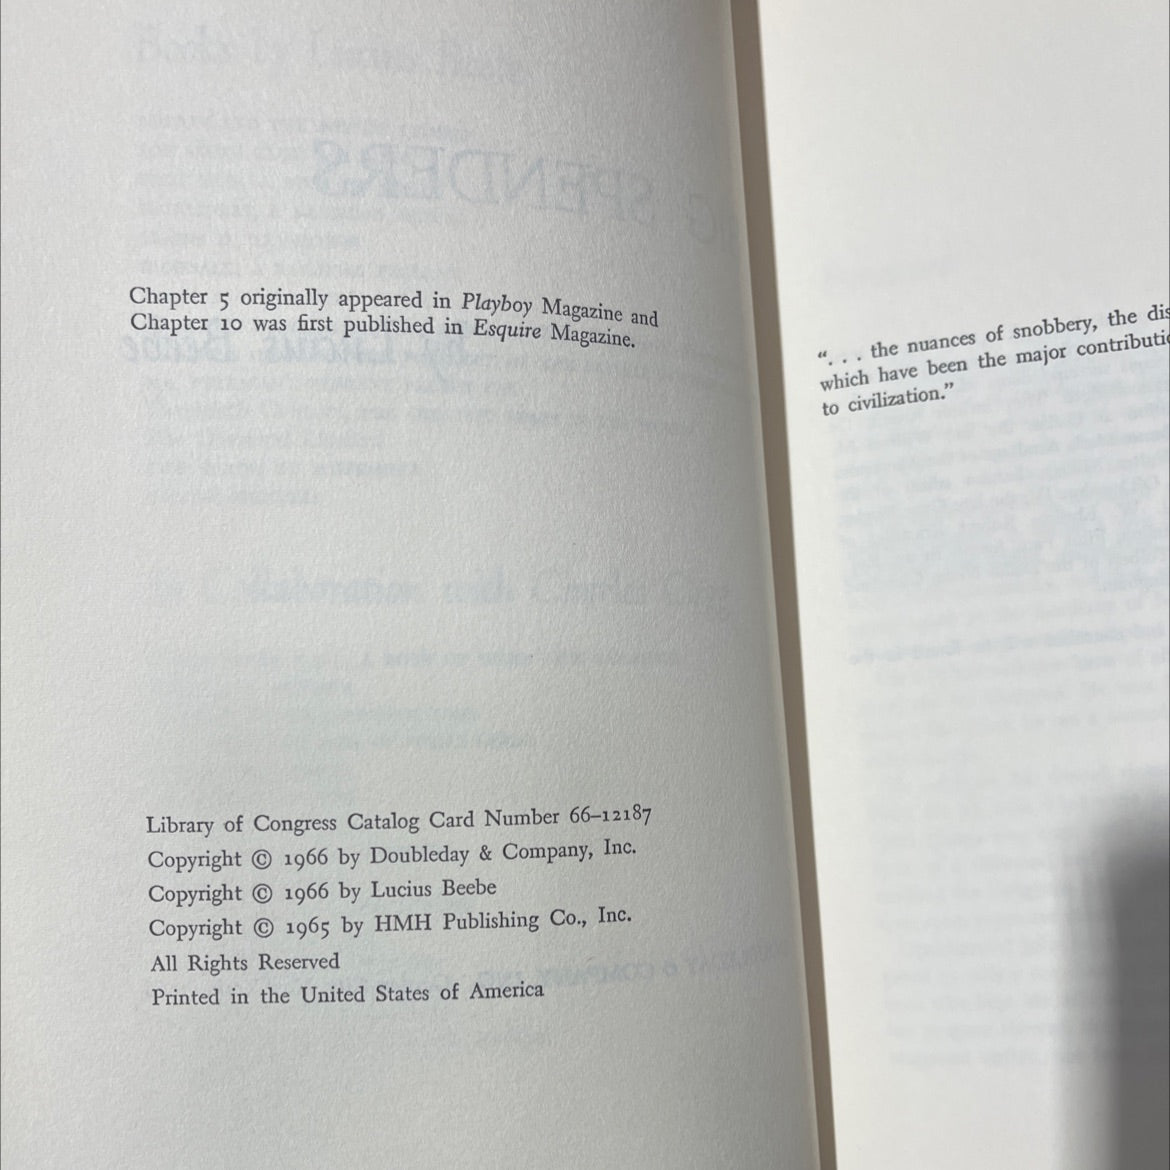 Chapter 5 originally appeared in Playboy Magazine and
Chapter 10 was first published in Esquire Magazine.
Library of Congress Catalog Card Number 66–12187
Copyright © 1966 by Doubleday & Company, Inc.
Copyright © 1966 by Lucius Beebe
Copyright © 1965 by HMH Publishing Co., Inc.
All Rights Reserved
Printed in the United States of America
“. . . the nuances of snobbery, the dis
which have been the major contributi
to civilization.”